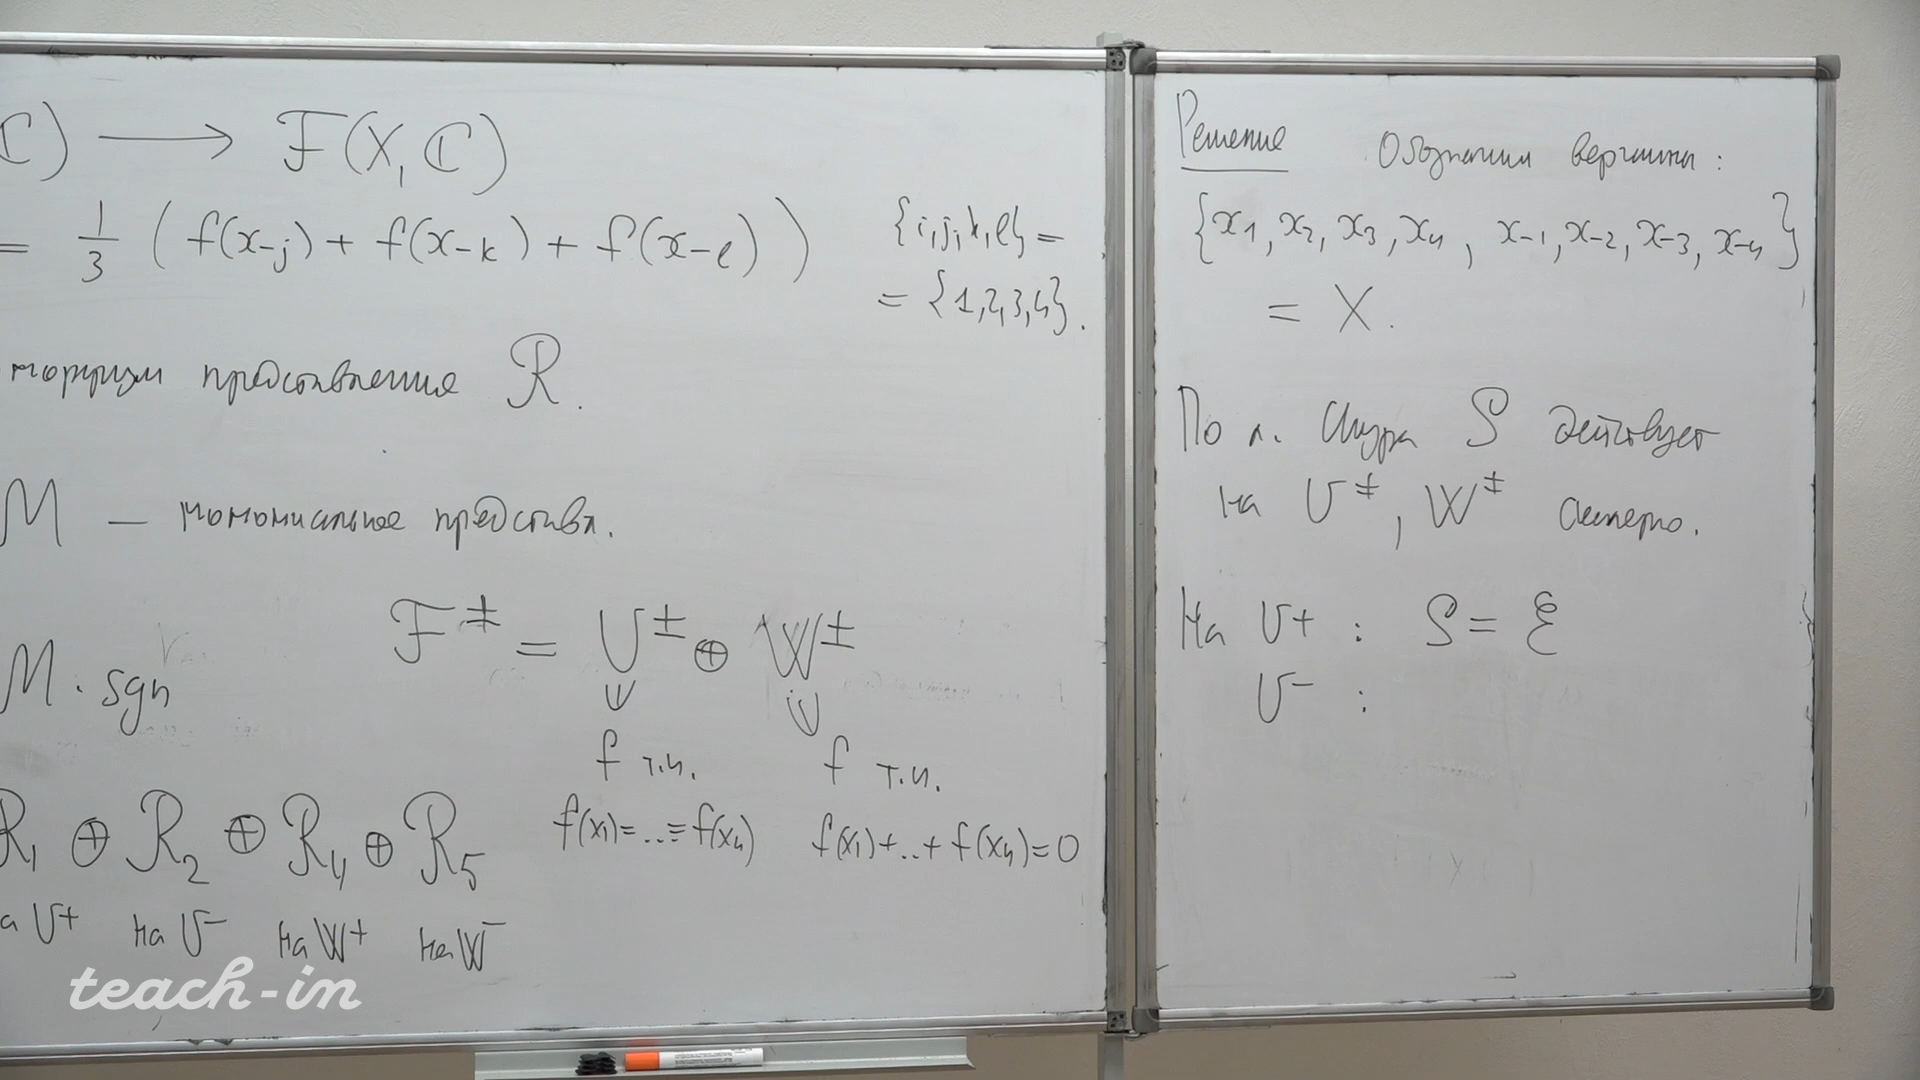 ℂ) ⟶ ℱ(X, ℂ)
= 1/3 ( f(x₋ⱼ) + f(x₋ₖ) + f(x₋ₗ) )
{i,j,k,l} =
= {1,2,3,4}.
морфизм представления ℛ.
ℳ — мономиальное представл.
ℱ± = U± ⊕ W±
ℳ · sgn
f т.ч. f т.ч.
f(x₁)=...=f(x₄) f(x₁)+..+f(x₄)=0
ℛ₁ ⊕ ℛ₂ ⊕ ℛ₄ ⊕ ℛ₅
на U⁺ на U⁻ на W⁺ на W⁻
teach-in
Решение Обозначим вершины:
{x₁, x₂, x₃, x₄, x₋₁, x₋₂, x₋₃, x₋₄}
= X.
По л. Шура S действует
на U±, W± скалярно.
На U+ : S = ℰ
U⁻ :